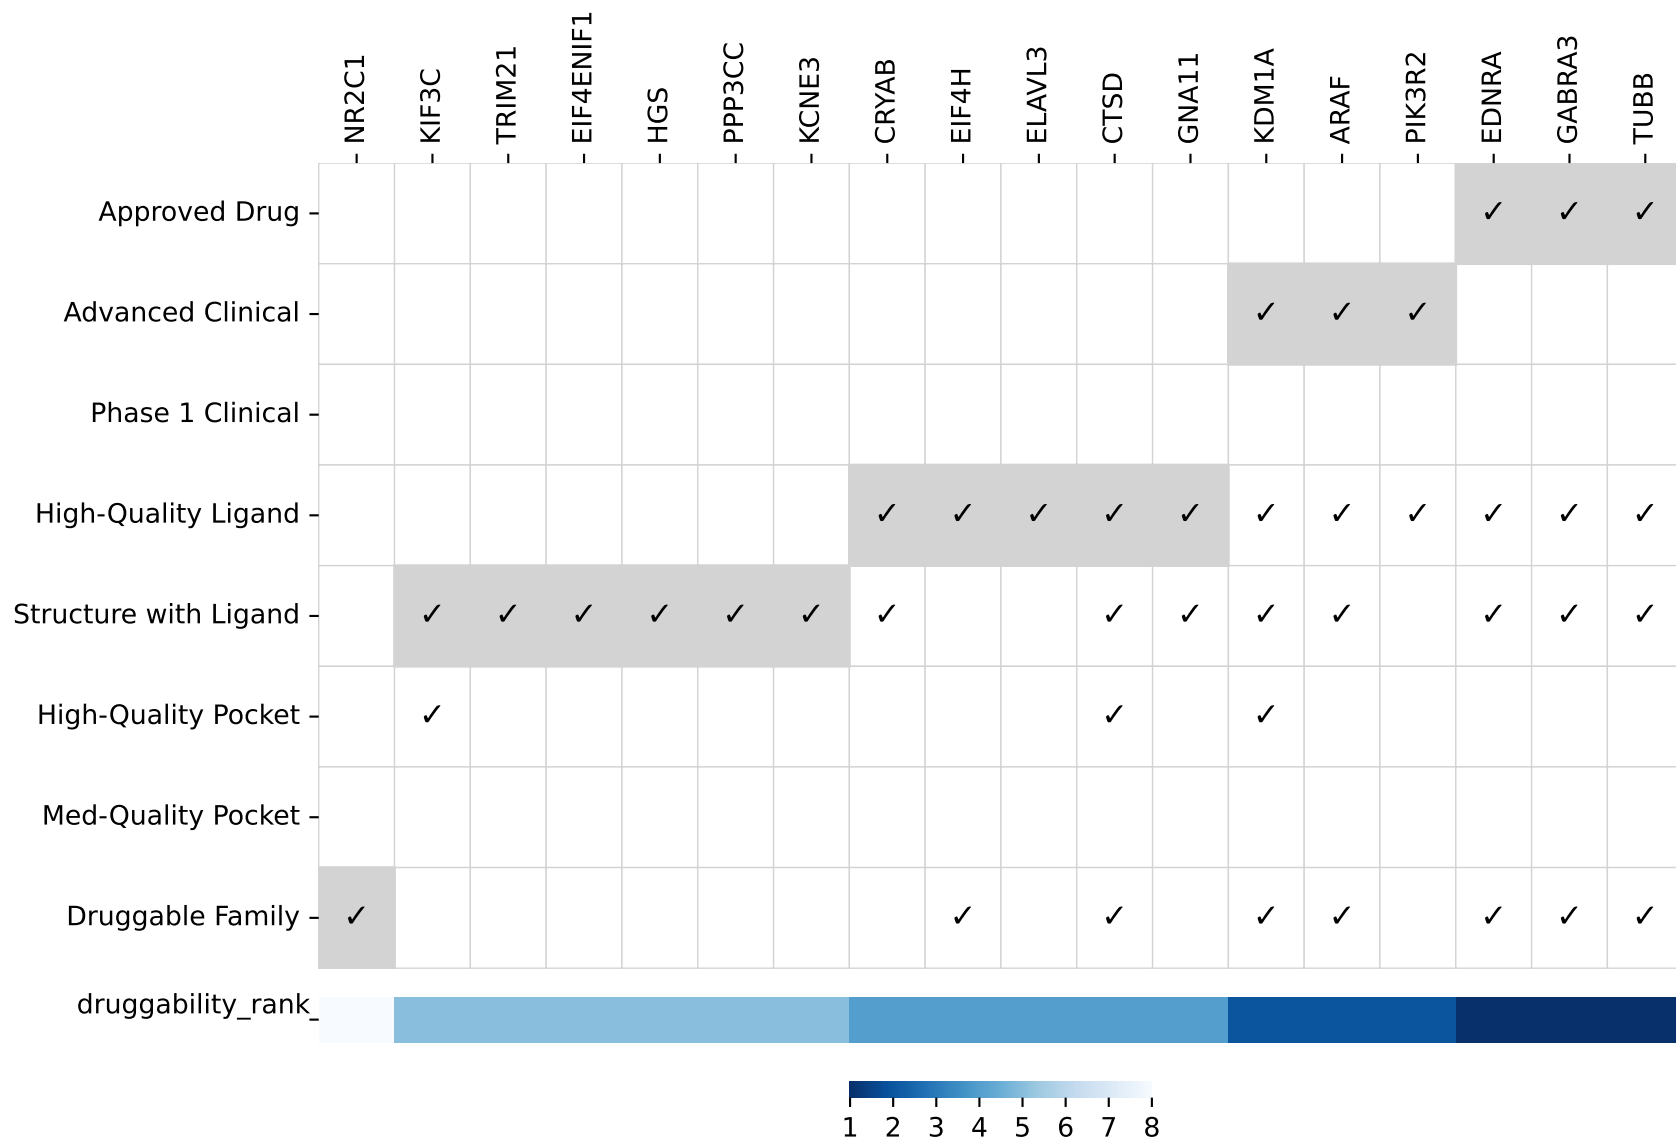 NR2C1 KIF3C TRIM21 EIF4ENIF1 HGS PPP3CC KCNE3 CRYAB EIF4H ELAVL3 CTSD GNA11 KDM1A ARAF PIK3R2 EDNRA GABRA3 TUBB
Approved Drug ✓ ✓ ✓
Advanced Clinical ✓ ✓ ✓
Phase 1 Clinical
High-Quality Ligand ✓ ✓ ✓ ✓ ✓ ✓ ✓ ✓ ✓ ✓ ✓
Structure with Ligand ✓ ✓ ✓ ✓ ✓ ✓ ✓ ✓ ✓ ✓ ✓ ✓ ✓ ✓
High-Quality Pocket ✓ ✓ ✓
Med-Quality Pocket
Druggable Family ✓ ✓ ✓ ✓ ✓ ✓ ✓ ✓
druggability_rank
1 2 3 4 5 6 7 8